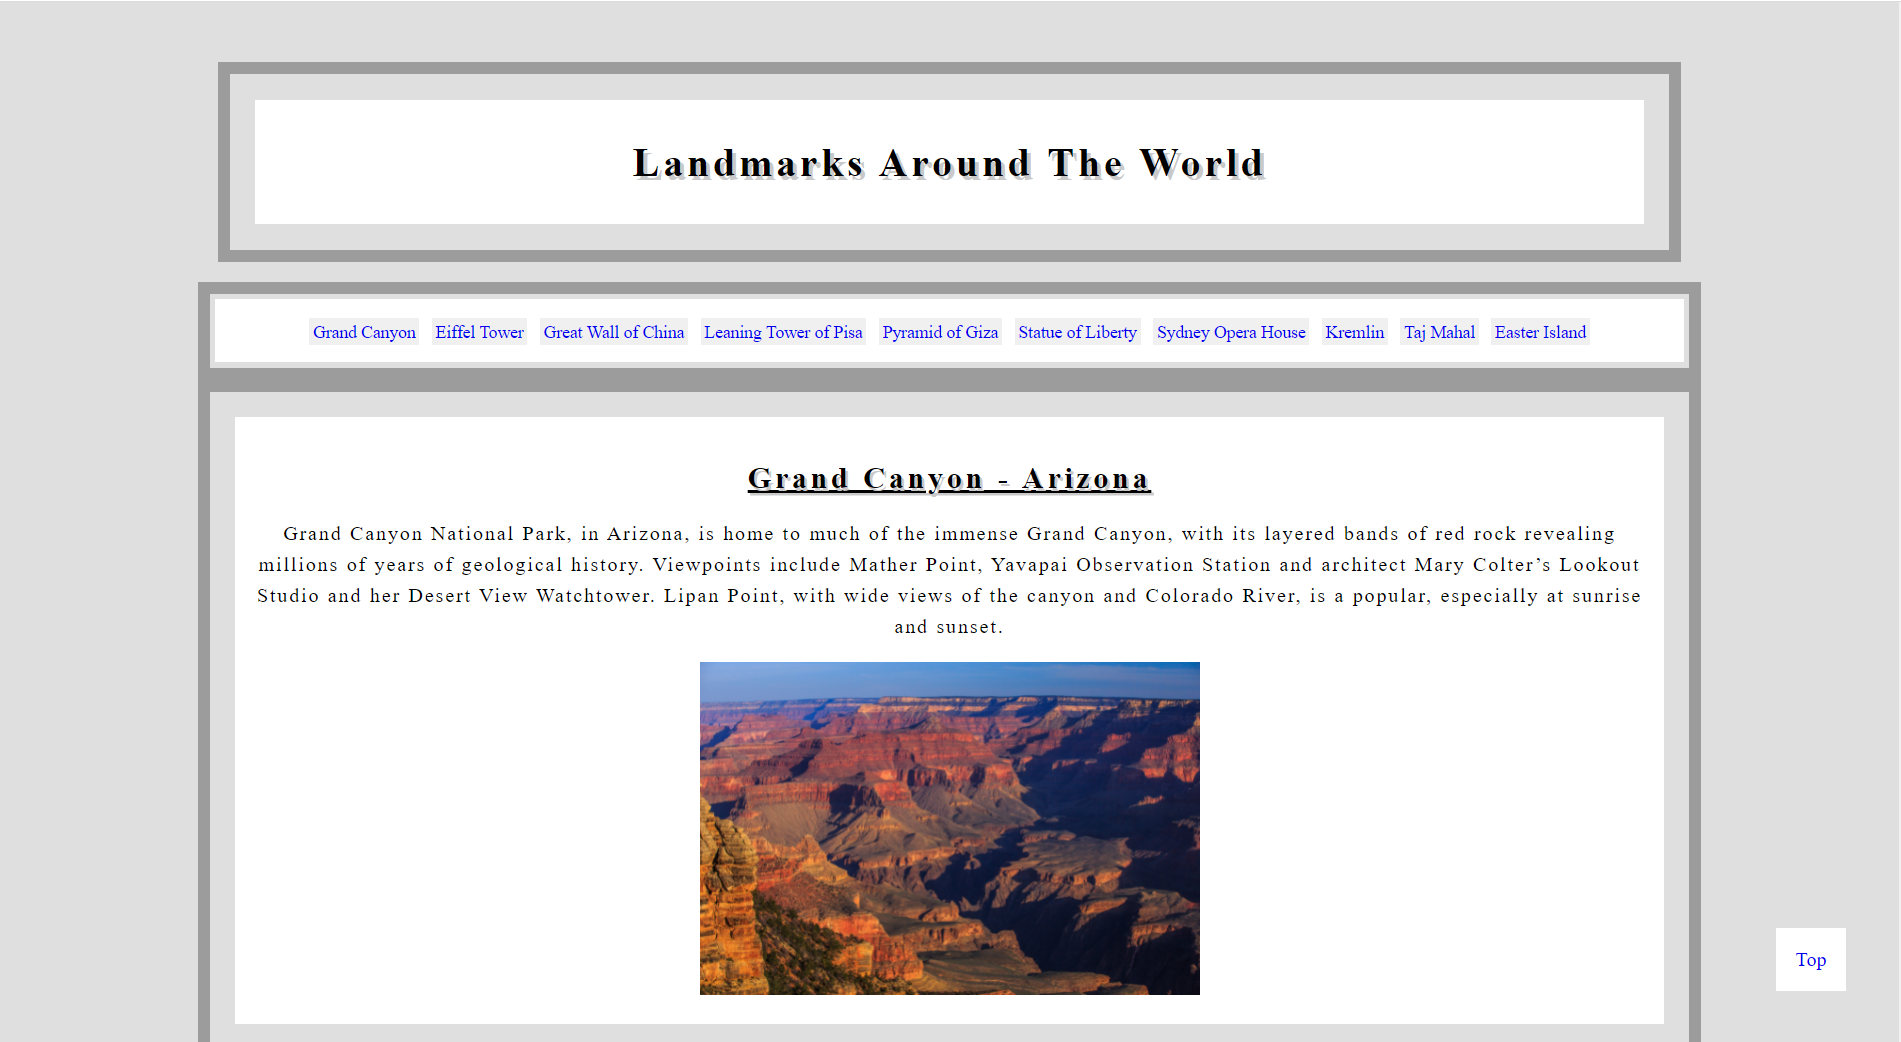 Landmarks Around The World
Grand Canyon Eiffel Tower Great Wall of China Leaning Tower of Pisa Pyramid of Giza Statue of Liberty Sydney Opera House Kremlin Taj Mahal Easter Island
Grand Canyon - Arizona
Grand Canyon National Park, in Arizona, is home to much of the immense Grand Canyon, with its layered bands of red rock revealing
millions of years of geological history. Viewpoints include Mather Point, Yavapai Observation Station and architect Mary Colter’s Lookout
Studio and her Desert View Watchtower. Lipan Point, with wide views of the canyon and Colorado River, is a popular, especially at sunrise
and sunset.
Top